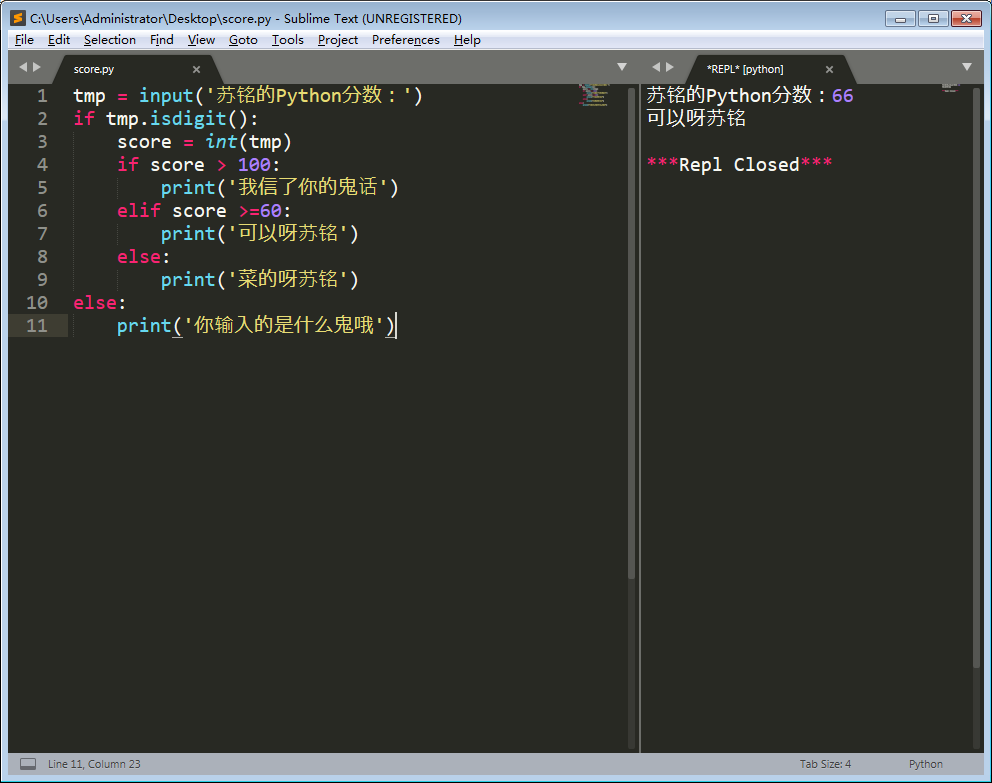 C:\Users\Administrator\Desktop\score.py - Sublime Text (UNREGISTERED)
File Edit Selection Find View Goto Tools Project Preferences Help
score.py
1 tmp = input('苏铭的Python分数：')
2 if tmp.isdigit():
3 score = int(tmp)
4 if score > 100:
5 print('我信了你的鬼话')
6 elif score >=60:
7 print('可以呀苏铭')
8 else:
9 print('菜的呀苏铭')
10 else:
11 print('你输入的是什么鬼哦')
*REPL* [python]
苏铭的Python分数：66
可以呀苏铭
***Repl Closed***
Line 11, Column 23
Tab Size: 4
Python